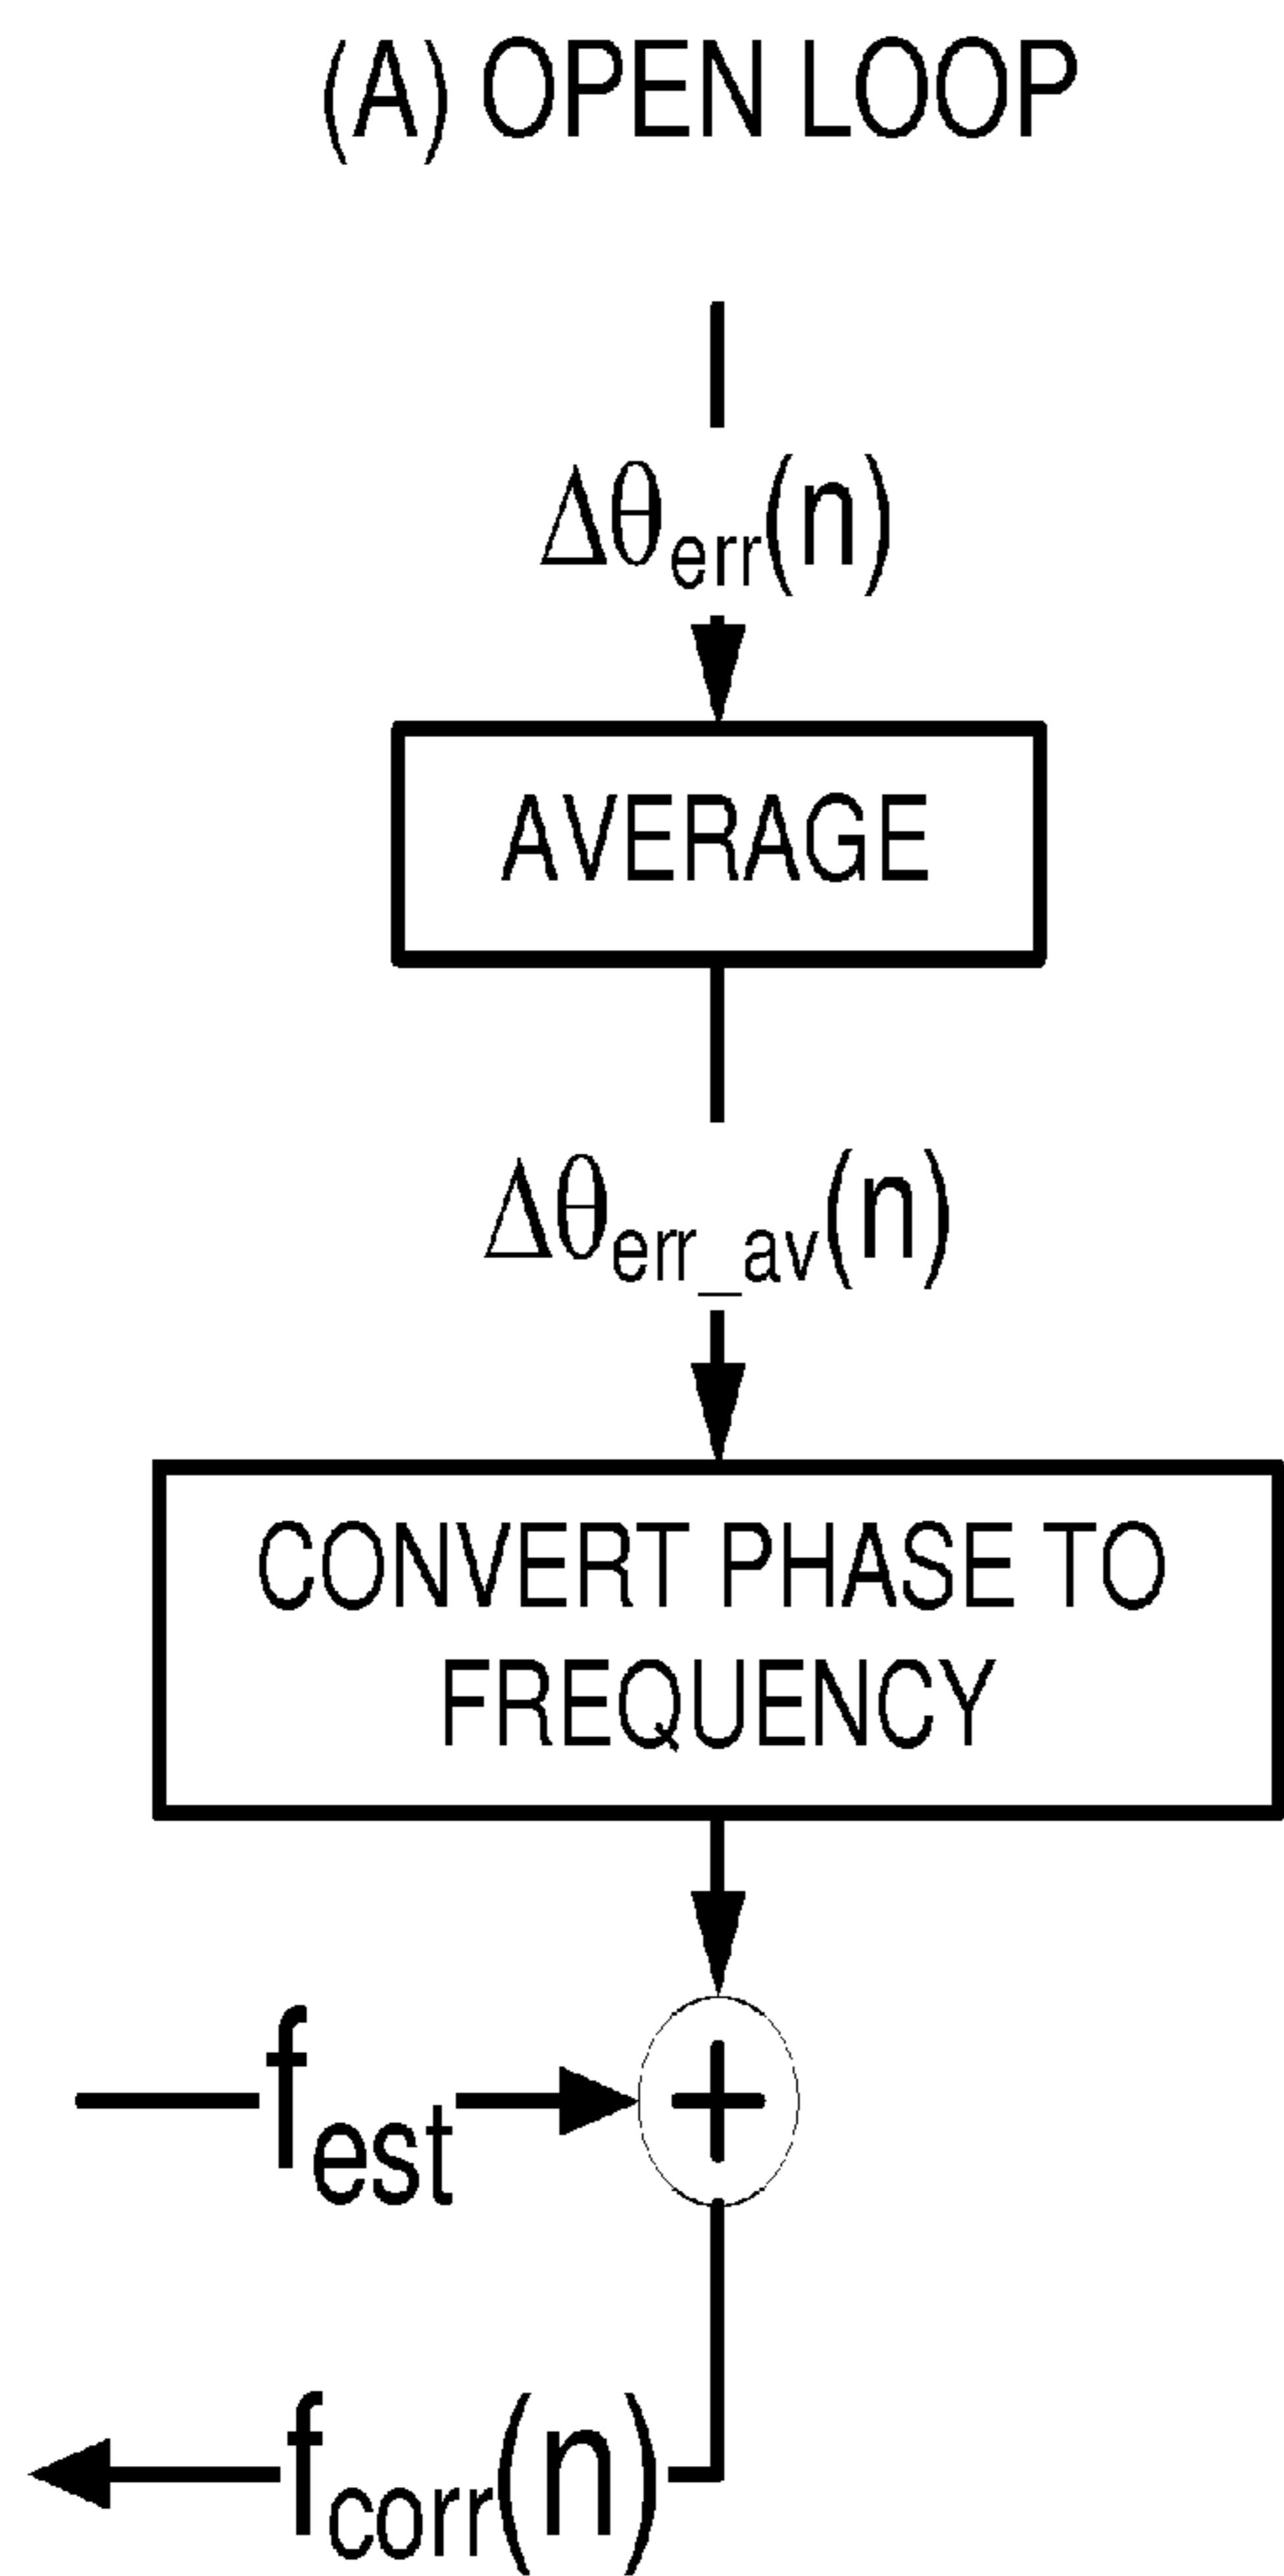 (A) OPEN LOOP
Δθerr(n)
AVERAGE
Δθerr_av(n)
CONVERT PHASE TO
FREQUENCY
fest
+
fcorr(n)